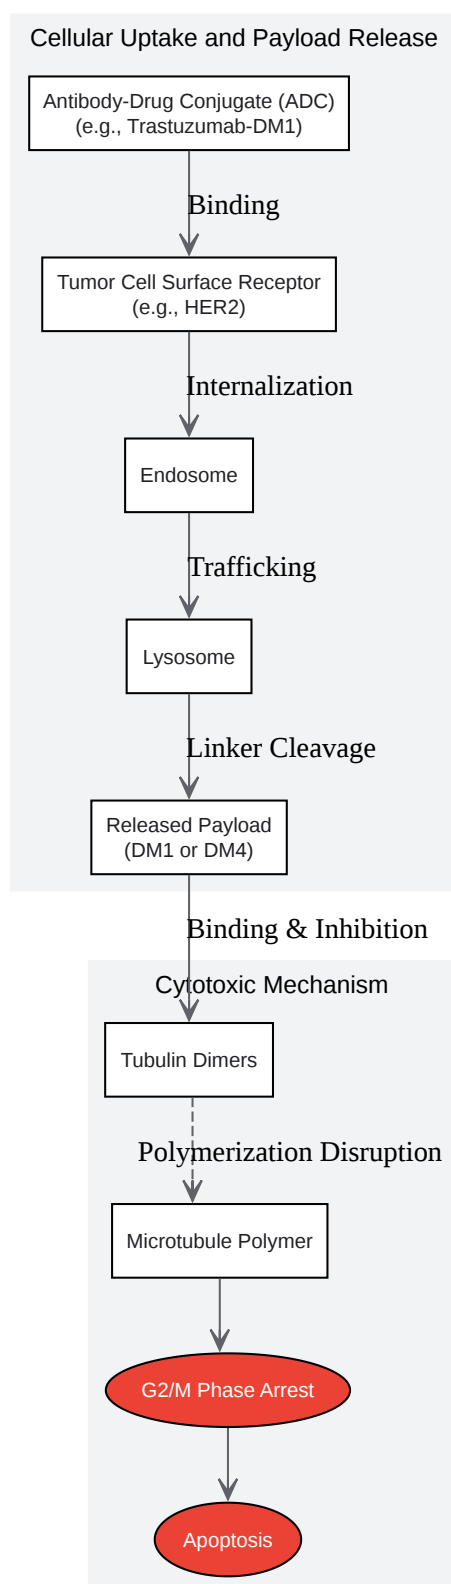 Cellular Uptake and Payload Release
Antibody-Drug Conjugate (ADC)
(e.g., Trastuzumab-DM1)
Binding
Tumor Cell Surface Receptor
(e.g., HER2)
Internalization
Endosome
Trafficking
Lysosome
Linker Cleavage
Released Payload
(DM1 or DM4)
Binding & Inhibition
Cytotoxic Mechanism
Tubulin Dimers
Polymerization Disruption
Microtubule Polymer
G2/M Phase Arrest
Apoptosis